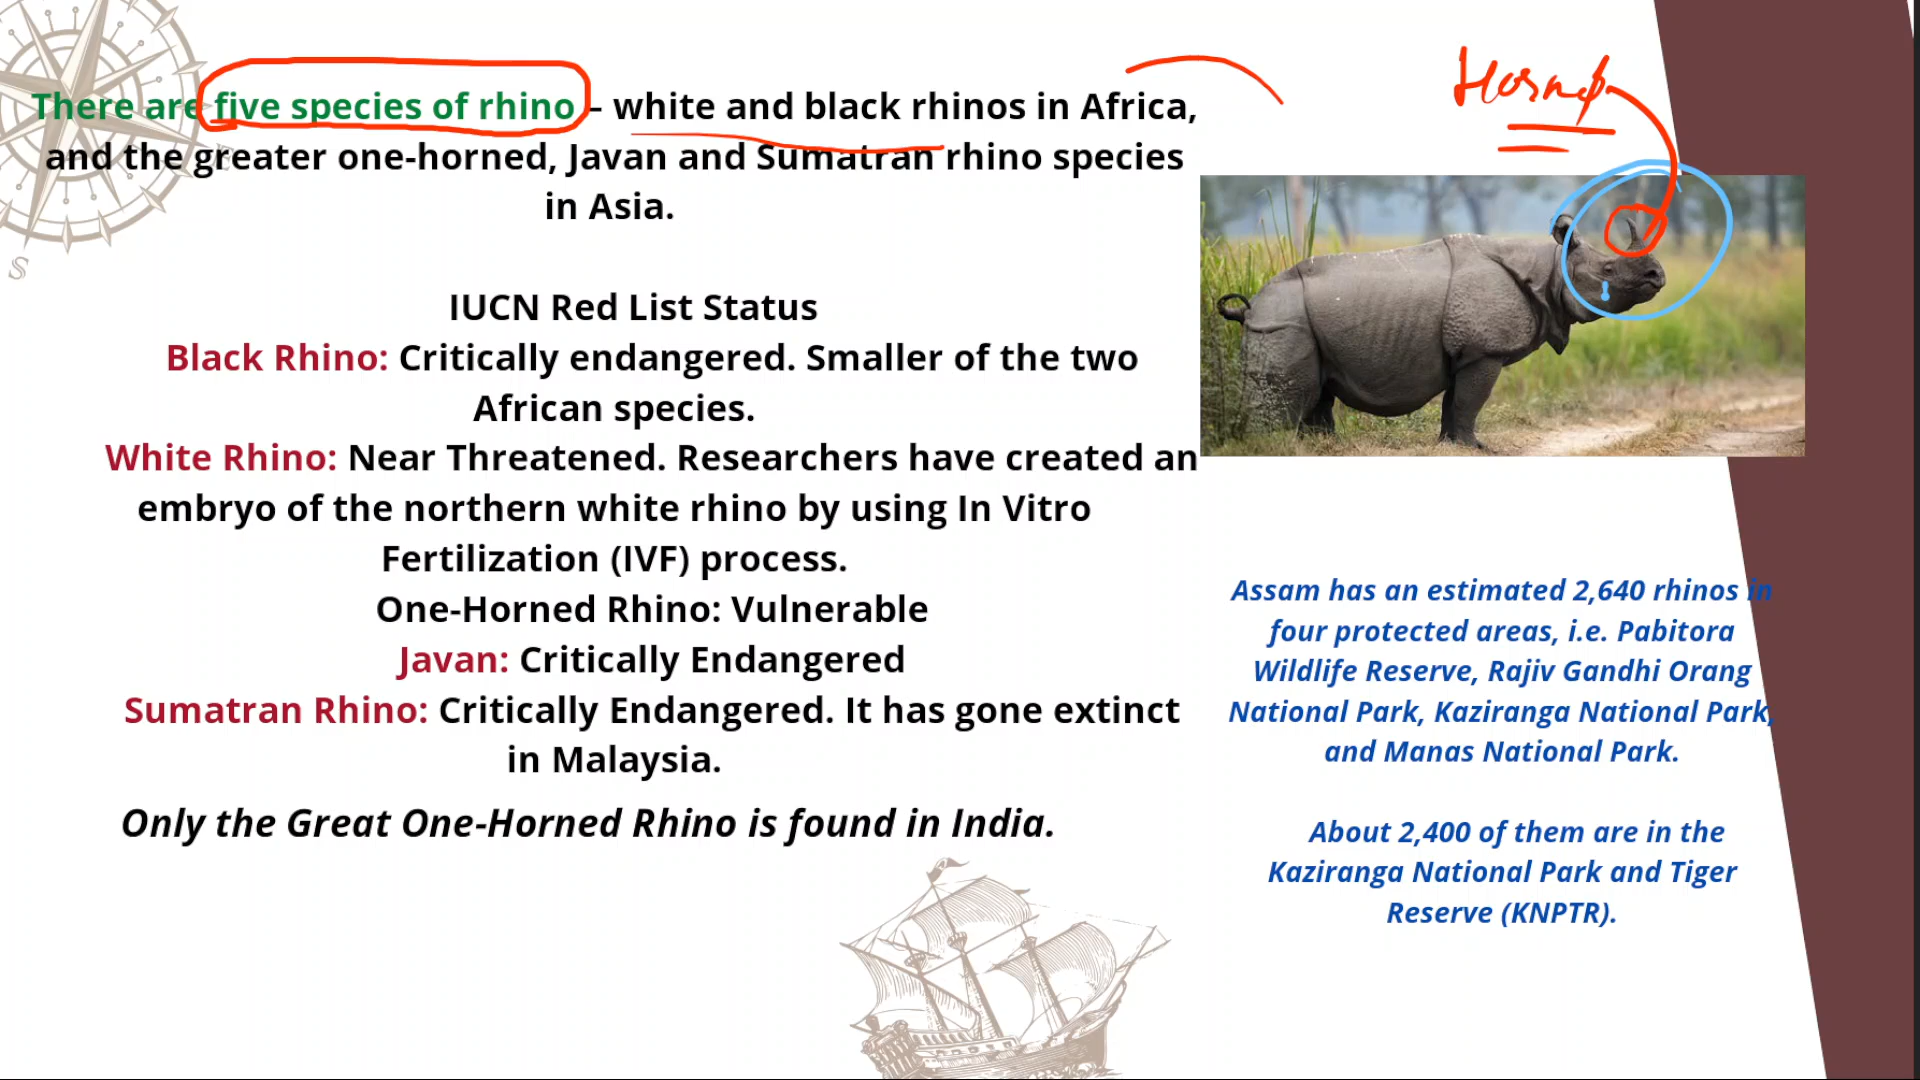 There are five species of rhino – white and black rhinos in Africa,
and the greater one-horned, Javan and Sumatran rhino species
in Asia.
IUCN Red List Status
Black Rhino: Critically endangered. Smaller of the two
African species.
White Rhino: Near Threatened. Researchers have created an
embryo of the northern white rhino by using In Vitro
Fertilization (IVF) process.
One-Horned Rhino: Vulnerable
Javan: Critically Endangered
Sumatran Rhino: Critically Endangered. It has gone extinct
in Malaysia.
Only the Great One-Horned Rhino is found in India.
Assam has an estimated 2,640 rhinos in
four protected areas, i.e. Pabitora
Wildlife Reserve, Rajiv Gandhi Orang
National Park, Kaziranga National Park,
and Manas National Park.
About 2,400 of them are in the
Kaziranga National Park and Tiger
Reserve (KNPTR).
E
S